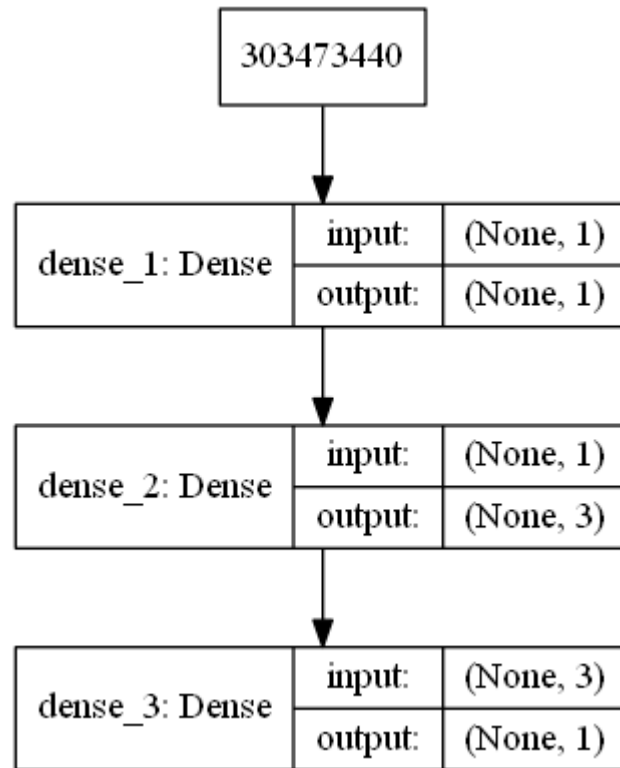 303473440
dense_1: Dense
input:
(None, 1)
output:
(None, 1)
dense_2: Dense
input:
(None, 1)
output:
(None, 3)
dense_3: Dense
input:
(None, 3)
output:
(None, 1)